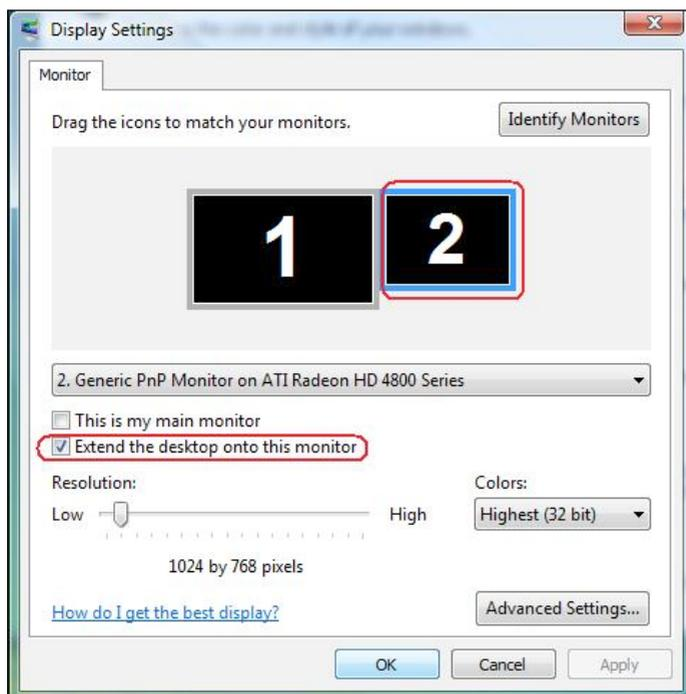 Display Settings
Monitor
Drag the icons to match your monitors.
Identify Monitors
1
2
2. Generic PnP Monitor on ATI Radeon HD 4800 Series
This is my main monitor
Extend the desktop onto this monitor
Resolution:
Colors:
Low
High
Highest (32 bit)
1024 by 768 pixels
How do I get the best display?
Advanced Settings...
OK
Cancel
Apply